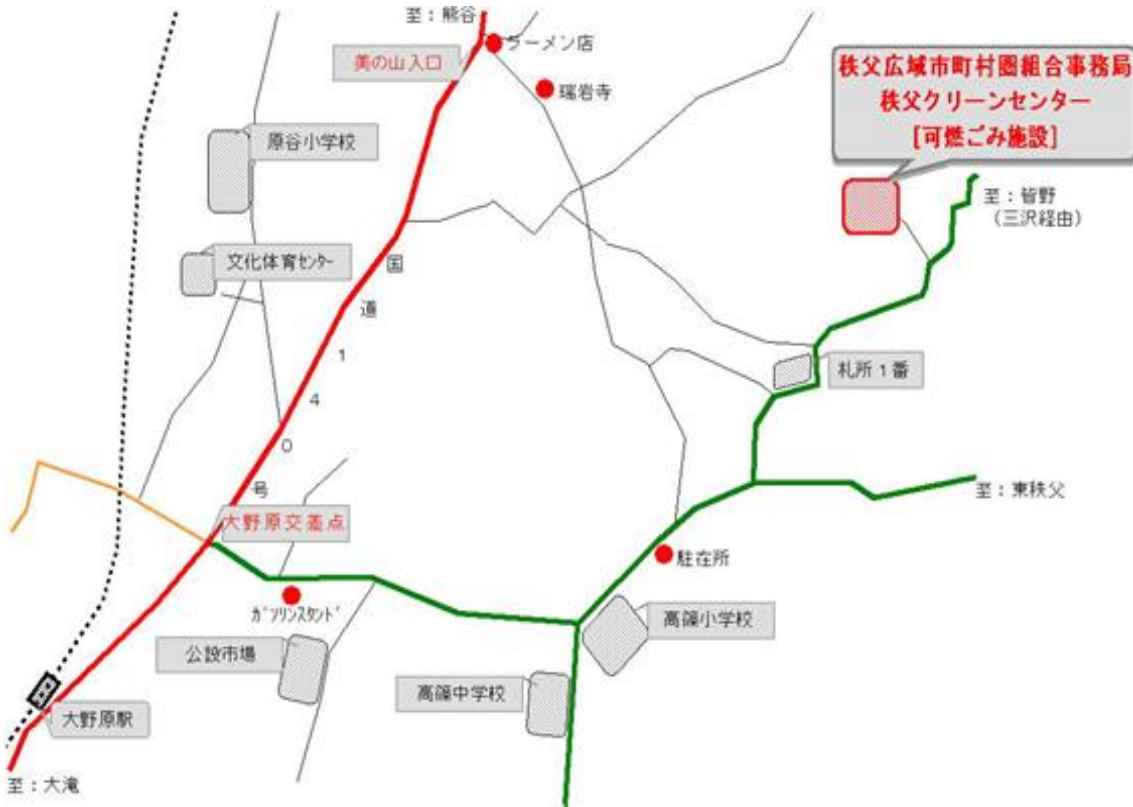 至：熊谷
ラーメン店
美の山入口
瑞岩寺
秩父広域市町村圏組合事務局
秩父クリーンセンター
[可燃ごみ施設]
原谷小学校
至：皆野
（三沢経由）
文化体育センター
国道140号
札所１番
至：東秩父
大野原交差点
駐在所
ガソリンスタンド
高篠小学校
公設市場
高篠中学校
大野原駅
至：大滝